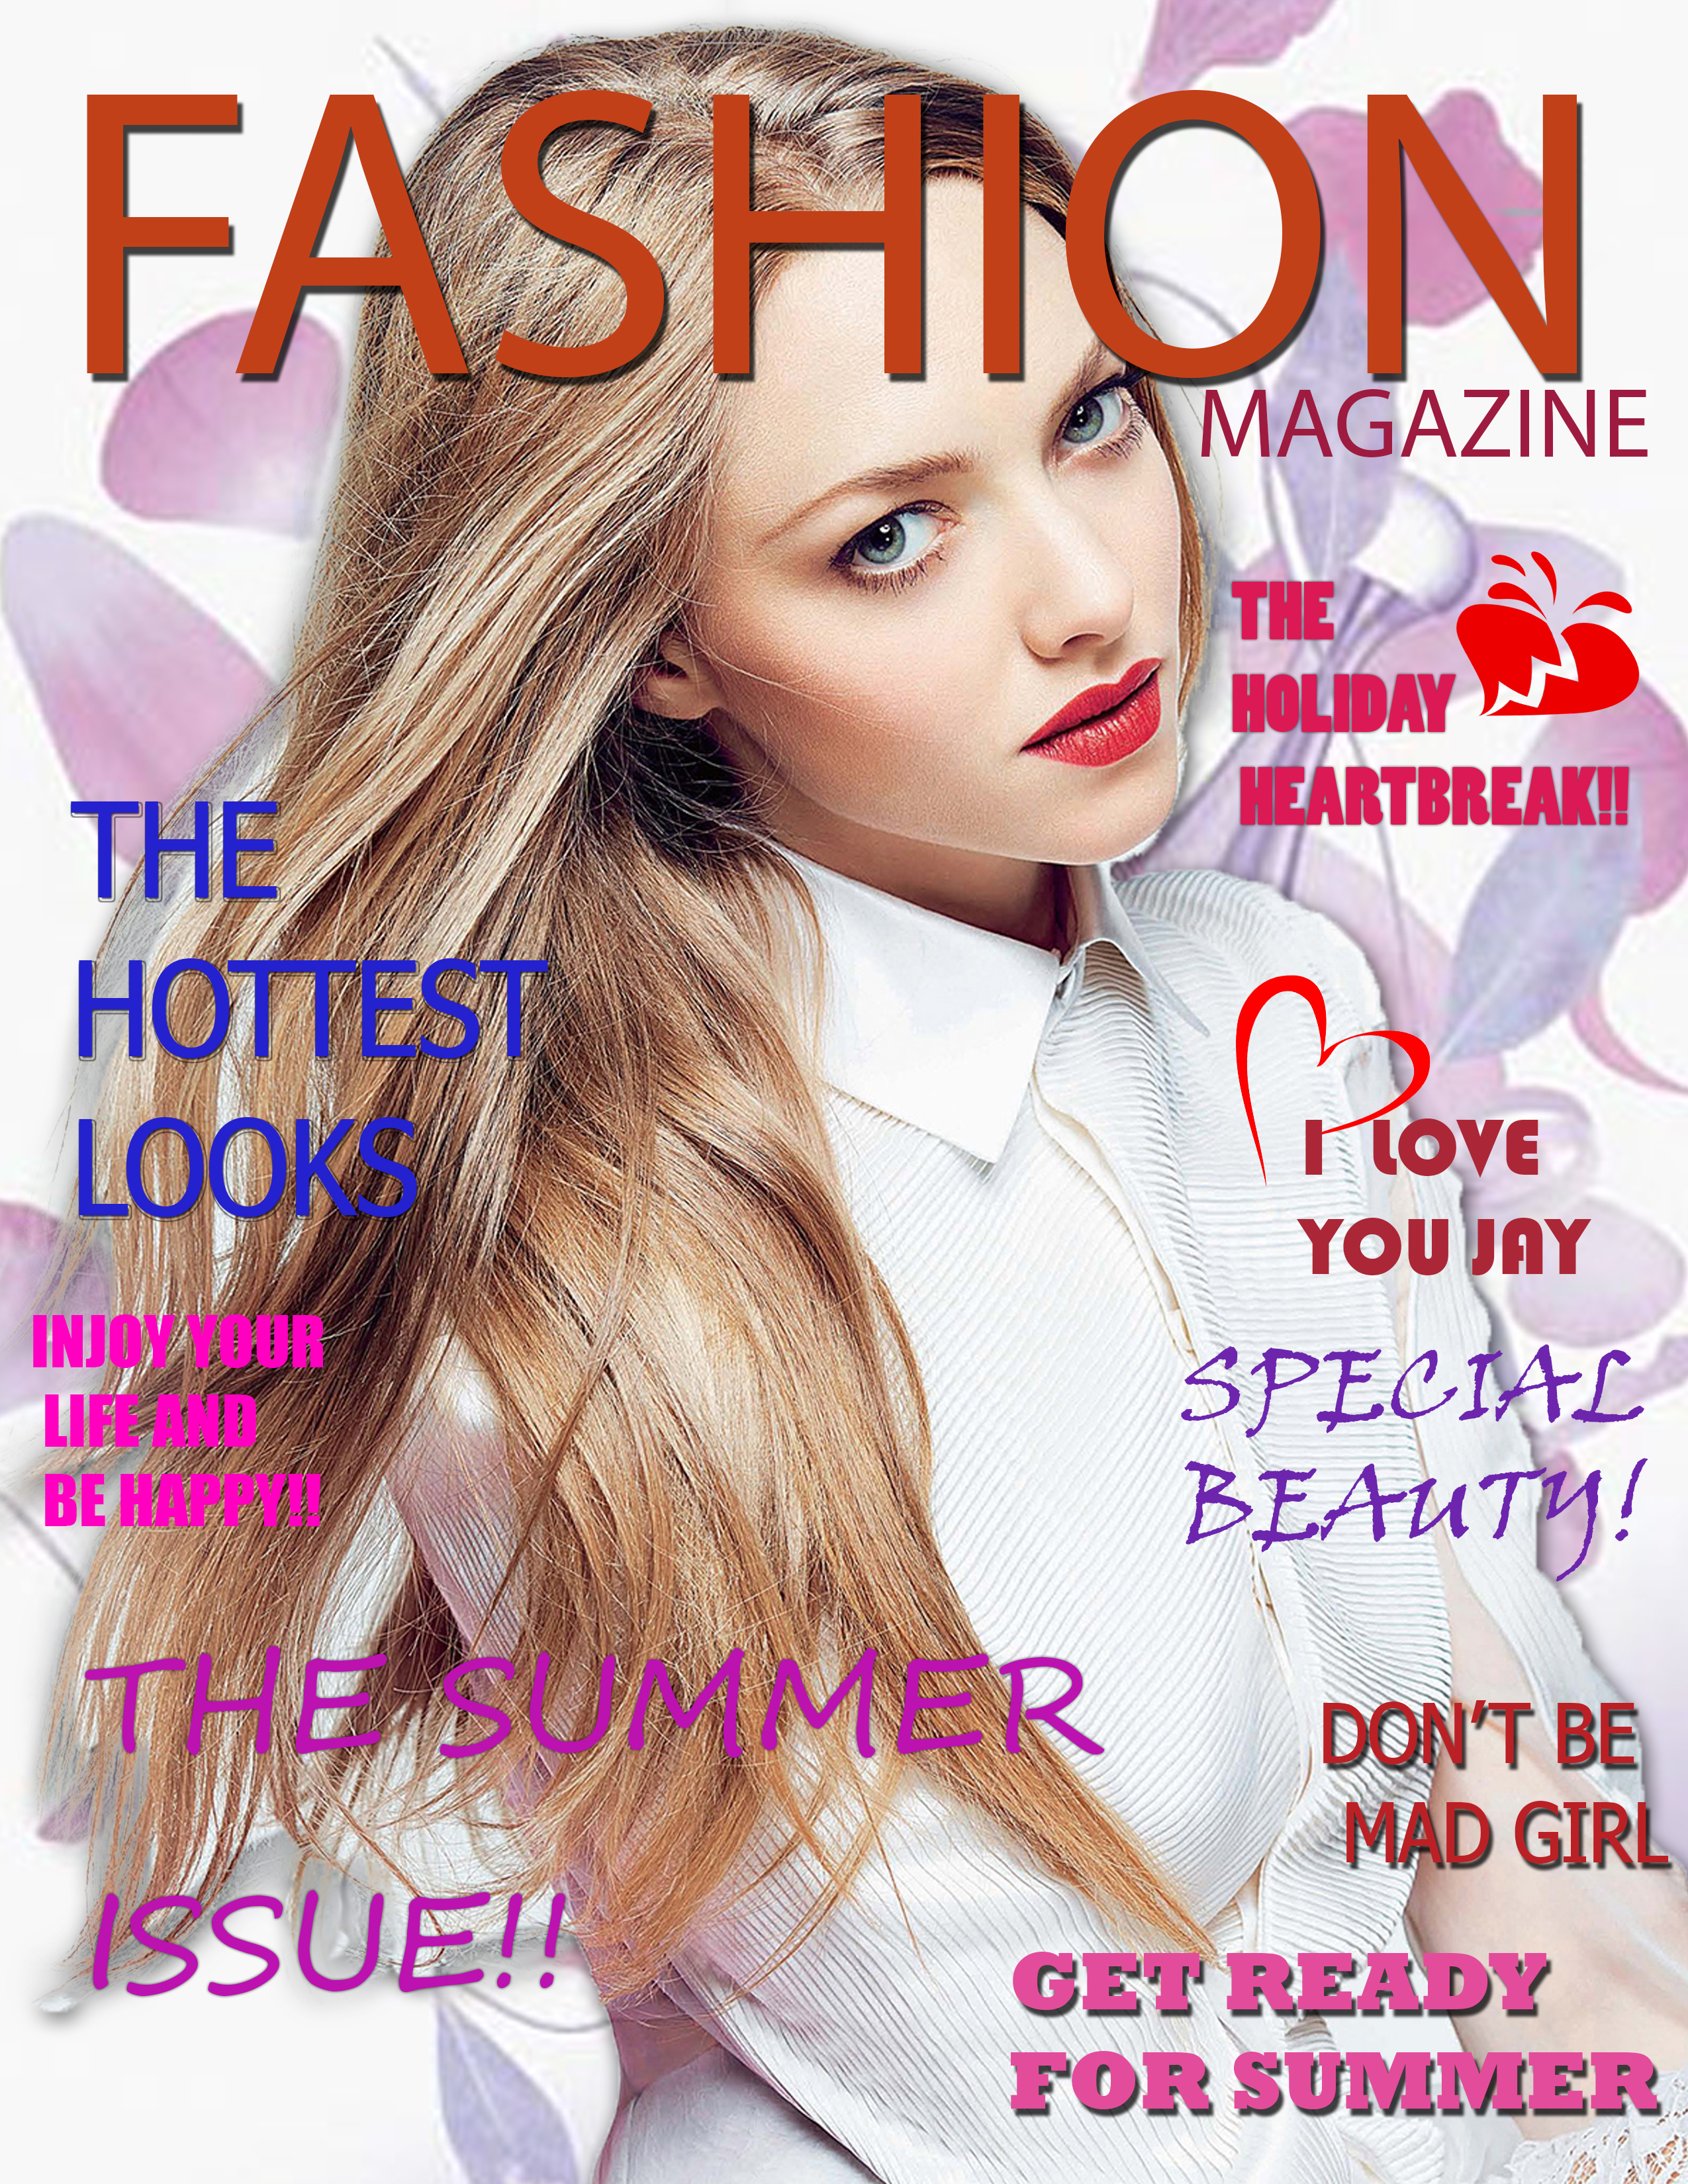 FASHION
MAGAZINE
THE
HOLIDAY
HEARTBREAK!!
THE
HOTTEST
LOOKS
I LOVE
YOU JAY
INJOY YOUR
LIFE AND
BE HAPPY!!
SPECIAL
BEAUTY!
THE SUMMER
ISSUE!!
DON'T BE
MAD GIRL
GET READY
FOR SUMMER